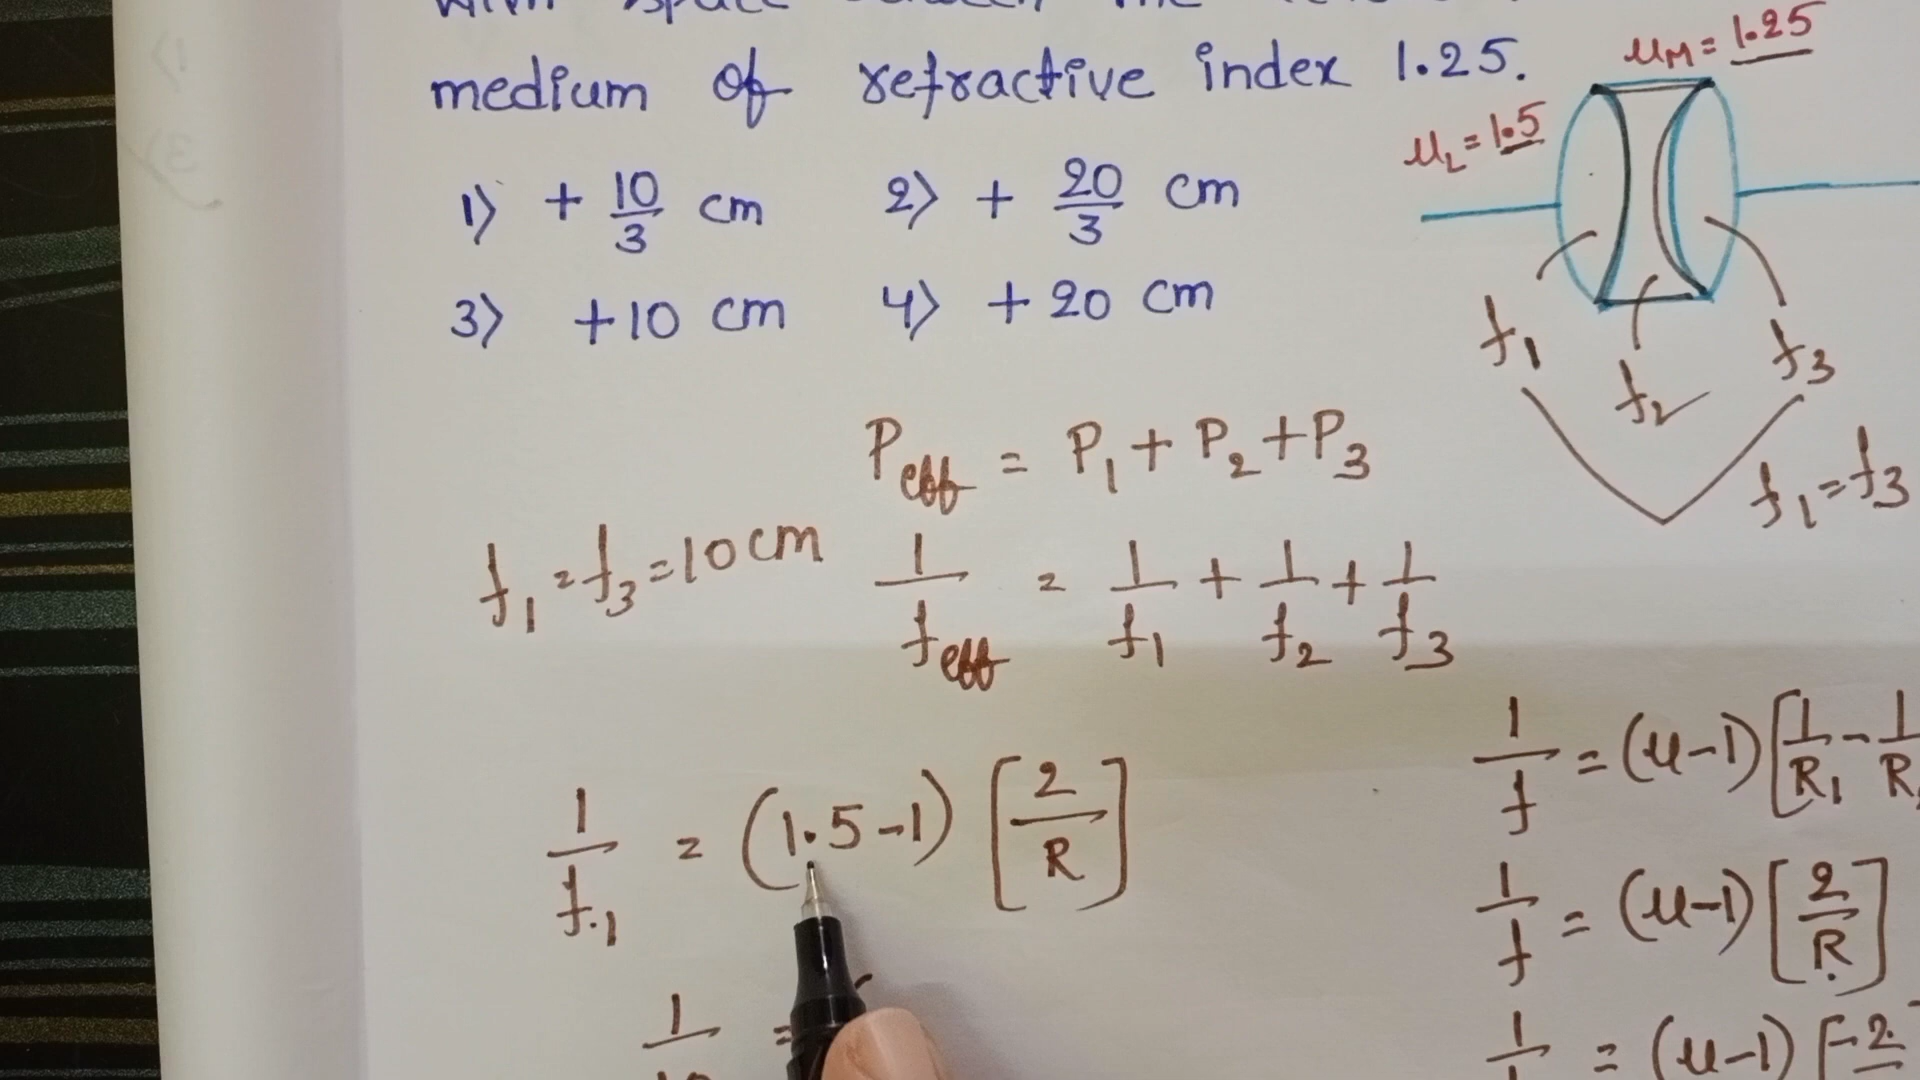 medium of refractive index 1.25.
μM = 1.25
μL = 1.5
1) + 10/3 cm 2) + 20/3 cm
3) +10 cm 4) + 20 cm
f1 f2 f3
Peff = P1 + P2 + P3
f1 = f3
f1 = f3 = 10 cm
1/feff = 1/f1 + 1/f2 + 1/f3
1/f = (μ-1) [1/R1 - 1/R
1/f1 = (1.5-1) [2/R]
1/f = (μ-1) [2/R]
1 =
1 = (μ-1) [-2